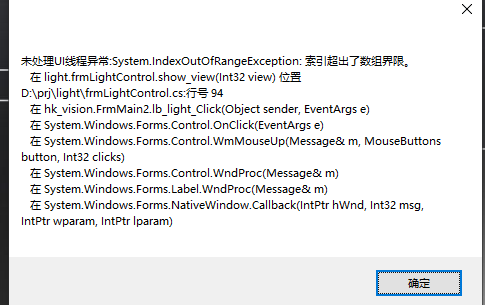 未处理UI线程异常:System.IndexOutOfRangeException: 索引超出了数组界限。
在 light.frmLightControl.show_view(Int32 view) 位置
D:\prj\light\frmLightControl.cs:行号 94
在 hk_vision.FrmMain2.lb_light_Click(Object sender, EventArgs e)
在 System.Windows.Forms.Control.OnClick(EventArgs e)
在 System.Windows.Forms.Control.WmMouseUp(Message& m, MouseButtons
button, Int32 clicks)
在 System.Windows.Forms.Control.WndProc(Message& m)
在 System.Windows.Forms.Label.WndProc(Message& m)
在 System.Windows.Forms.NativeWindow.Callback(IntPtr hWnd, Int32 msg,
IntPtr wparam, IntPtr lparam)
确定